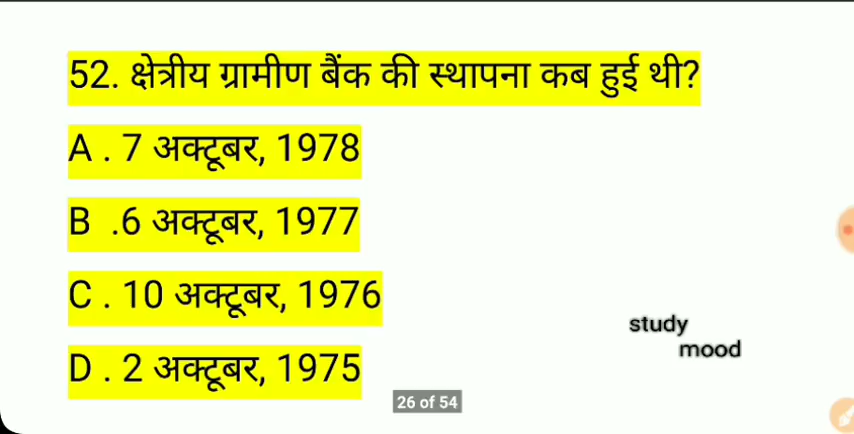 52. क्षेत्रीय ग्रामीण बैंक की स्थापना कब हुई थी?
A . 7 अक्टूबर, 1978
B .6 अक्टूबर, 1977
C . 10 अक्टूबर, 1976
D . 2 अक्टूबर, 1975
study
mood
26 of 54